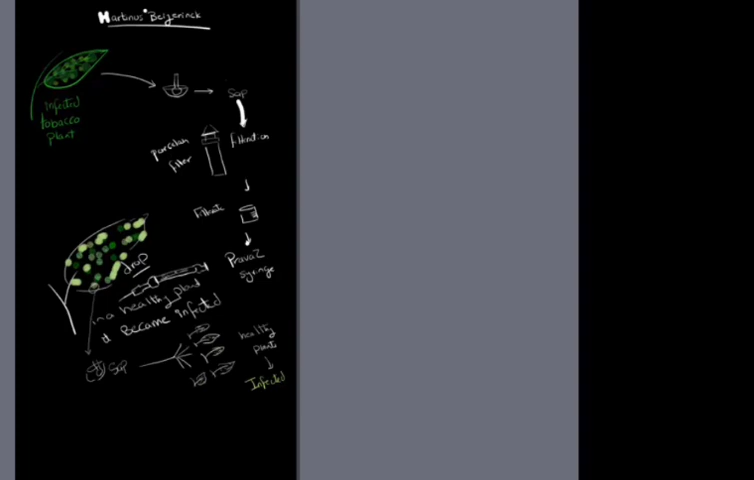 Martinus Beijerinck
Infected
tobacco
plant
Sap
filtration
porcelain
filter
Filtrate
Pravaz
syringe
drop
in a healthy plant
it Became infected
Sap
healthy
plants
Infected